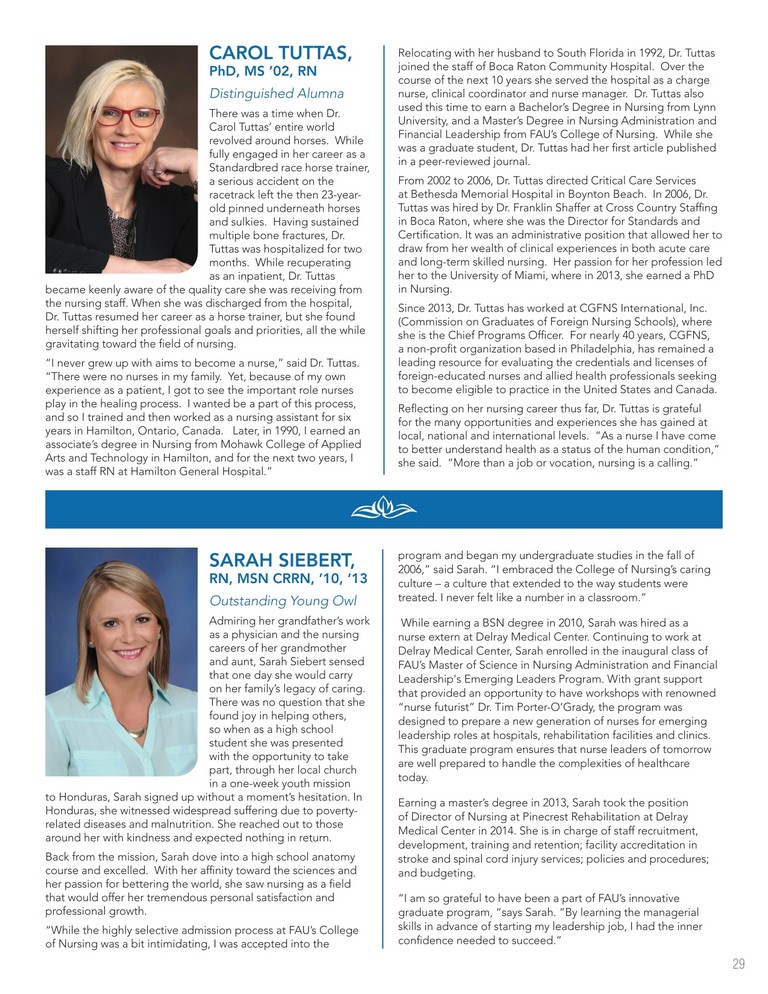 CAROL TUTTAS,
PhD, MS ’02, RN
Distinguished Alumna
There was a time when Dr.
Carol Tuttas’ entire world
revolved around horses.  While
fully engaged in her career as a
Standardbred race horse trainer,
a serious accident on the
racetrack left the then 23-year-
old pinned underneath horses
and sulkies.  Having sustained
multiple bone fractures, Dr.
Tuttas was hospitalized for two
months.  While recuperating
as an inpatient, Dr. Tuttas
became keenly aware of the quality care she was receiving from
the nursing staff. When she was discharged from the hospital,
Dr. Tuttas resumed her career as a horse trainer, but she found
herself shifting her professional goals and priorities, all the while
gravitating toward the field of nursing.
“I never grew up with aims to become a nurse,” said Dr. Tuttas.
“There were no nurses in my family.  Yet, because of my own
experience as a patient, I got to see the important role nurses
play in the healing process.  I wanted be a part of this process,
and so I trained and then worked as a nursing assistant for six
years in Hamilton, Ontario, Canada.   Later, in 1990, I earned an
associate’s degree in Nursing from Mohawk College of Applied
Arts and Technology in Hamilton, and for the next two years, I
was a staff RN at Hamilton General Hospital.”
Relocating with her husband to South Florida in 1992, Dr. Tuttas
joined the staff of Boca Raton Community Hospital.  Over the
course of the next 10 years she served the hospital as a charge
nurse, clinical coordinator and nurse manager.  Dr. Tuttas also
used this time to earn a Bachelor’s Degree in Nursing from Lynn
University, and a Master’s Degree in Nursing Administration and
Financial Leadership from FAU’s College of Nursing.  While she
was a graduate student, Dr. Tuttas had her first article published
in a peer-reviewed journal.
From 2002 to 2006, Dr. Tuttas directed Critical Care Services
at Bethesda Memorial Hospital in Boynton Beach.  In 2006, Dr.
Tuttas was hired by Dr. Franklin Shaffer at Cross Country Staffing
in Boca Raton, where she was the Director for Standards and
Certification. It was an administrative position that allowed her to
draw from her wealth of clinical experiences in both acute care
and long-term skilled nursing.  Her passion for her profession led
her to the University of Miami, where in 2013, she earned a PhD
in Nursing.
Since 2013, Dr. Tuttas has worked at CGFNS International, Inc.
(Commission on Graduates of Foreign Nursing Schools), where
she is the Chief Programs Officer.  For nearly 40 years, CGFNS,
a non-profit organization based in Philadelphia, has remained a
leading resource for evaluating the credentials and licenses of
foreign-educated nurses and allied health professionals seeking
to become eligible to practice in the United States and Canada.
Reflecting on her nursing career thus far, Dr. Tuttas is grateful
for the many opportunities and experiences she has gained at
local, national and international levels.  “As a nurse I have come
to better understand health as a status of the human condition,”
she said.  “More than a job or vocation, nursing is a calling.”
SARAH SIEBERT,
RN, MSN CRRN, ’10, ’13
Outstanding Young Owl
Admiring her grandfather’s work
as a physician and the nursing
careers of her grandmother
and aunt, Sarah Siebert sensed
that one day she would carry
on her family’s legacy of caring.
There was no question that she
found joy in helping others,
so when as a high school
student she was presented
with the opportunity to take
part, through her local church
in a one-week youth mission
to Honduras, Sarah signed up without a moment’s hesitation. In
Honduras, she witnessed widespread suffering due to poverty-
related diseases and malnutrition. She reached out to those
around her with kindness and expected nothing in return.
Back from the mission, Sarah dove into a high school anatomy
course and excelled.  With her affinity toward the sciences and
her passion for bettering the world, she saw nursing as a field
that would offer her tremendous personal satisfaction and
professional growth.
“While the highly selective admission process at FAU’s College
of Nursing was a bit intimidating, I was accepted into the
program and began my undergraduate studies in the fall of
2006,” said Sarah. “I embraced the College of Nursing’s caring
culture – a culture that extended to the way students were
treated. I never felt like a number in a classroom.”
While earning a BSN degree in 2010, Sarah was hired as a
nurse extern at Delray Medical Center. Continuing to work at
Delray Medical Center, Sarah enrolled in the inaugural class of
FAU’s Master of Science in Nursing Administration and Financial
Leadership's Emerging Leaders Program. With grant support
that provided an opportunity to have workshops with renowned
“nurse futurist” Dr. Tim Porter-O’Grady, the program was
designed to prepare a new generation of nurses for emerging
leadership roles at hospitals, rehabilitation facilities and clinics.
This graduate program ensures that nurse leaders of tomorrow
are well prepared to handle the complexities of healthcare
today.
Earning a master’s degree in 2013, Sarah took the position
of Director of Nursing at Pinecrest Rehabilitation at Delray
Medical Center in 2014. She is in charge of staff recruitment,
development, training and retention; facility accreditation in
stroke and spinal cord injury services; policies and procedures;
and budgeting.
“I am so grateful to have been a part of FAU’s innovative
graduate program, “says Sarah. “By learning the managerial
skills in advance of starting my leadership job, I had the inner
confidence needed to succeed.”
29